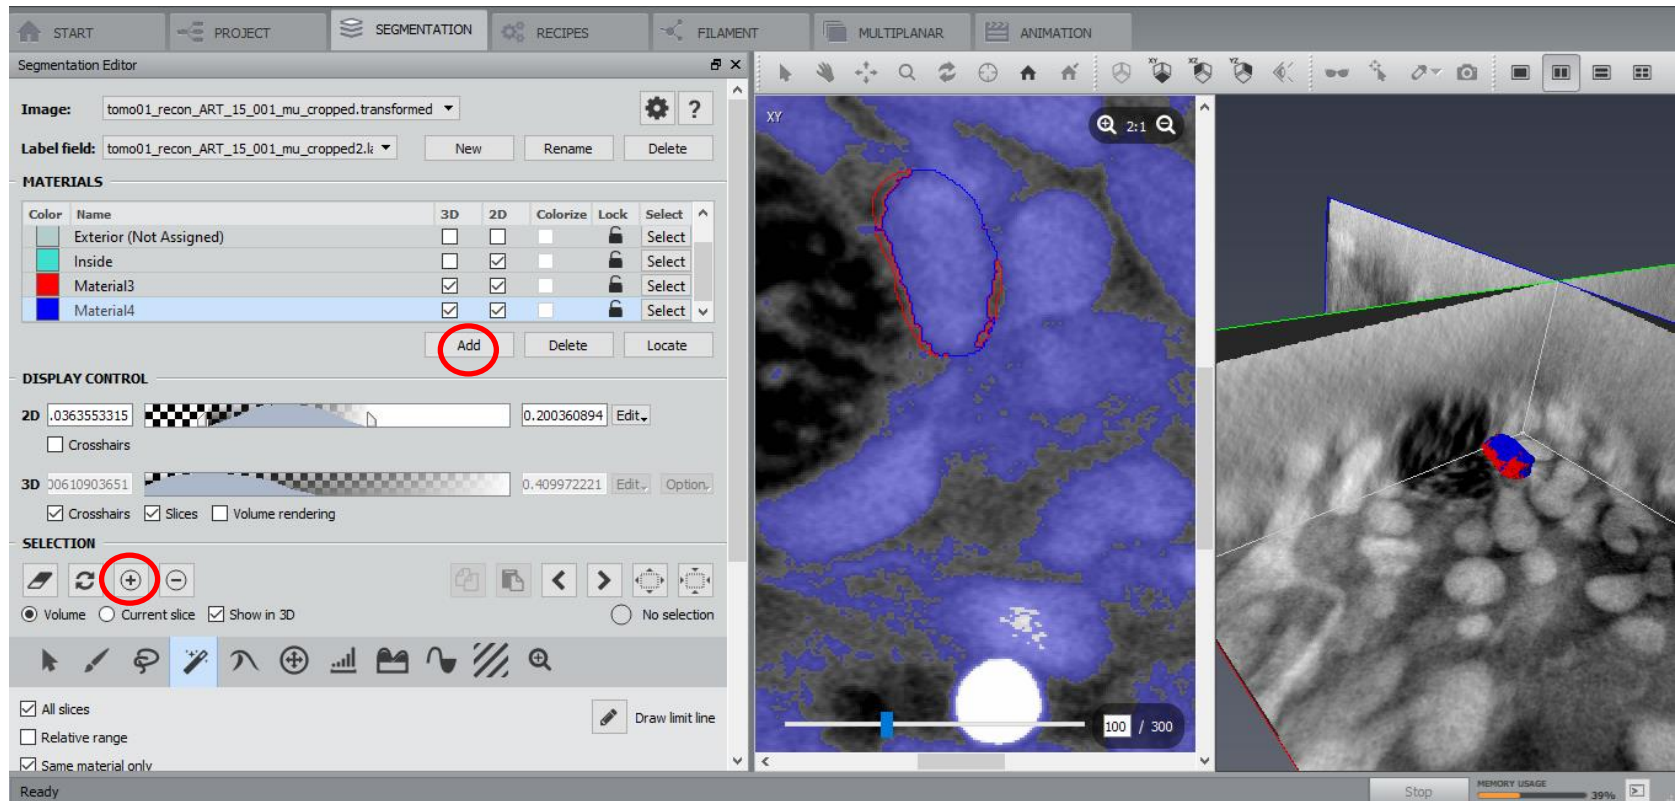 START PROJECT SEGMENTATION RECIPES FILAMENT MULTIPLANAR ANIMATION
Segmentation Editor
Image: tomo01_recon_ART_15_001_mu_cropped.transformed ?
Label field: tomo01_recon_ART_15_001_mu_cropped2.la New Rename Delete
MATERIALS
Color Name 3D 2D Colorize Lock Select
Exterior (Not Assigned) Select
Inside Select
Material3 Select
Material4 Select
Add Delete Locate
DISPLAY CONTROL
2D .0363553315 0.200360894 Edit
Crosshairs
3D 00610903651 0.409972221 Edit Option
Crosshairs Slices Volume rendering
SELECTION
Volume Current slice Show in 3D No selection
All slices Draw limit line
Relative range
Same material only
Ready
XY XZ YZ
XY 2:1
100 / 300
Stop MEMORY USAGE 39%